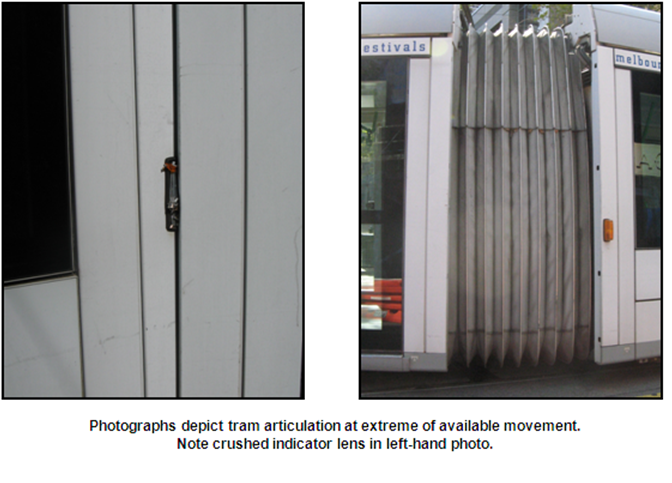 estivals
melbou
Photographs depict tram articulation at extreme of available movement.
Note crushed indicator lens in left-hand photo.